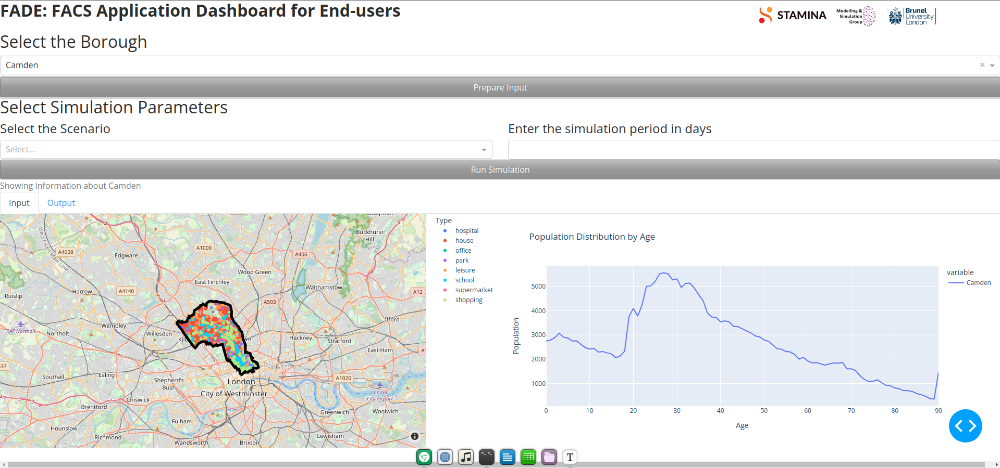 FADE: FACS Application Dashboard for End-users
STAMINA
Modelling &
Simulation
Group
Brunel
University
London
Select the Borough
Camden
Prepare Input
Select Simulation Parameters
Select the Scenario
Enter the simulation period in days
Select...
Run Simulation
Showing Information about Camden
Input
Output
Loughton
Buckhurst
Hill
West Coast Main Line
A4008
A1000
A406
Edgware
Wood Green
East Finchley
Walthamstow
Harrow
A4140
A12
Ruislip
A503
Ilford
RAF Northolt
Northolt
Wembley
Willesden
Hackney
Stratford
East Ham
Southall
Ealing
Shepherd's
Bush
London
City of Westminster
A1020
London
City Airport
Chiswick
Brentford
Greenwich
Woolwich
Fulham
Hounslow
Richmond
Wandsworth
Brixton
Lewisham
Type
hospital
house
office
park
leisure
school
supermarket
shopping
Population Distribution by Age
variable
Camden
Population
5000
4000
3000
2000
1000
0 10 20 30 40 50 60 70 80 90
Age
T